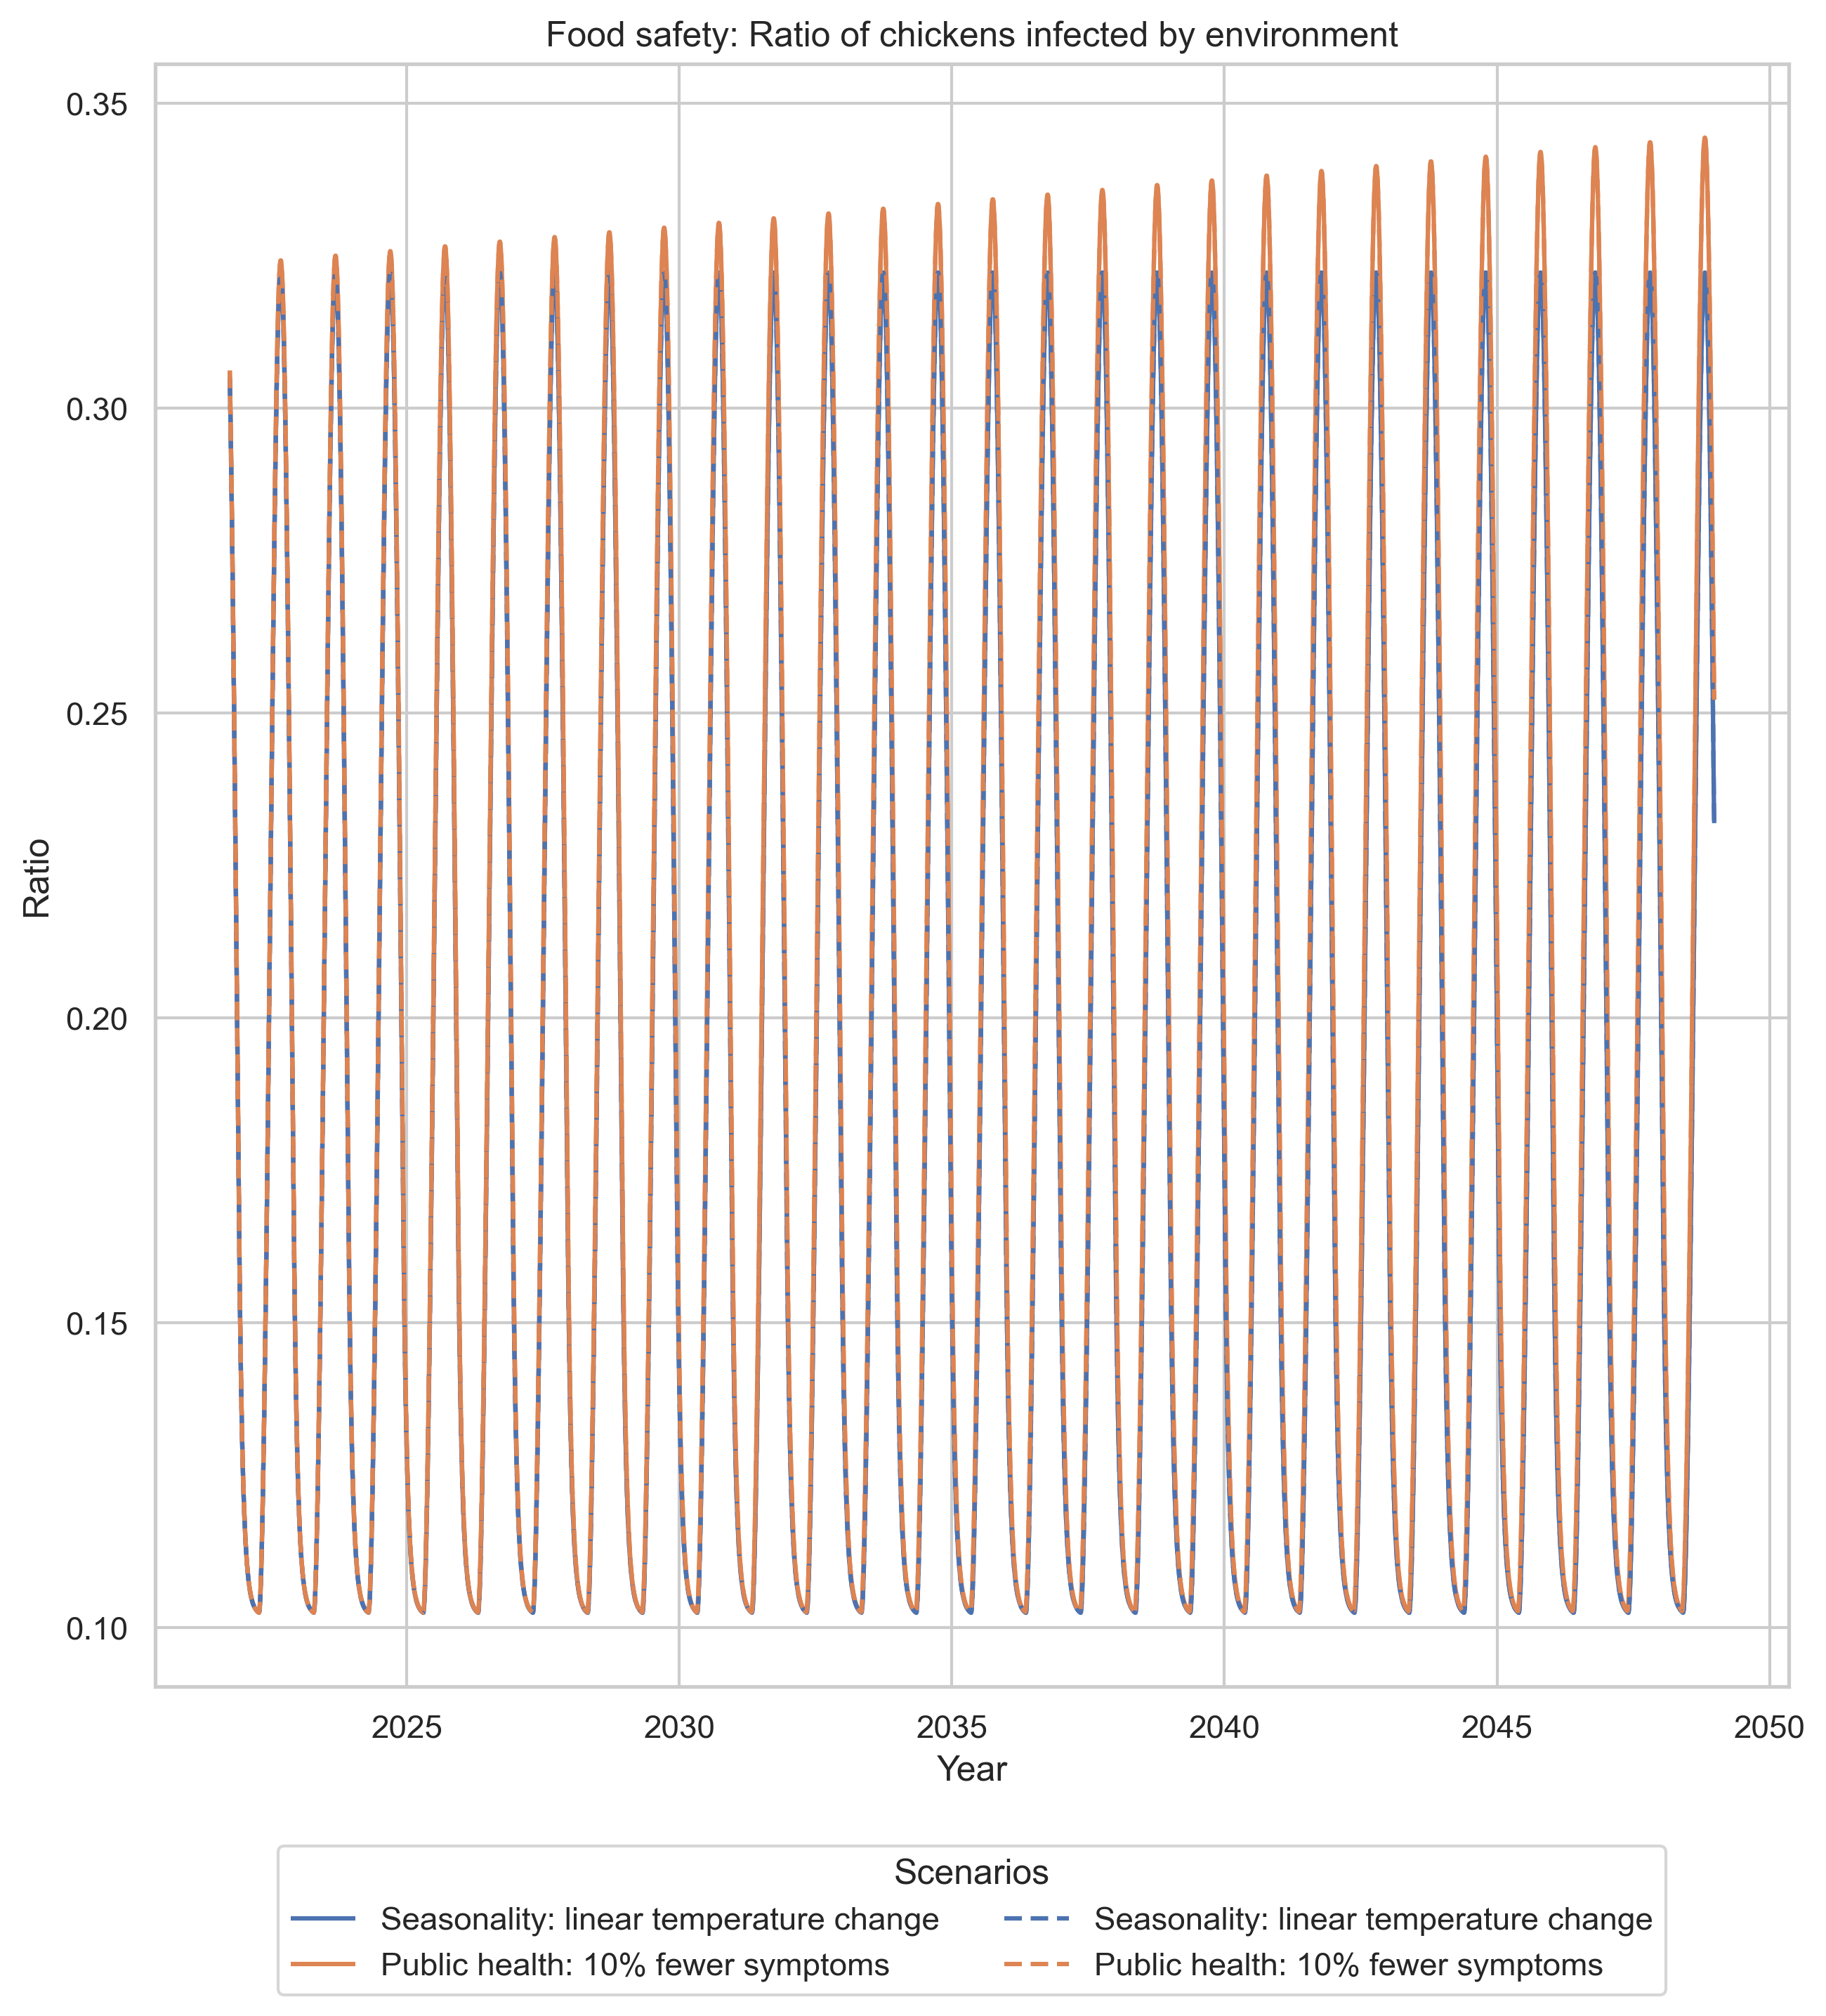 Food safety: Ratio of chickens infected by environment
0.35
0.30
0.25
0.20
0.15
0.10
Ratio
2025 2030 2035 2040 2045 2050
Year
Scenarios
Seasonality: linear temperature change Seasonality: linear temperature change
Public health: 10% fewer symptoms Public health: 10% fewer symptoms